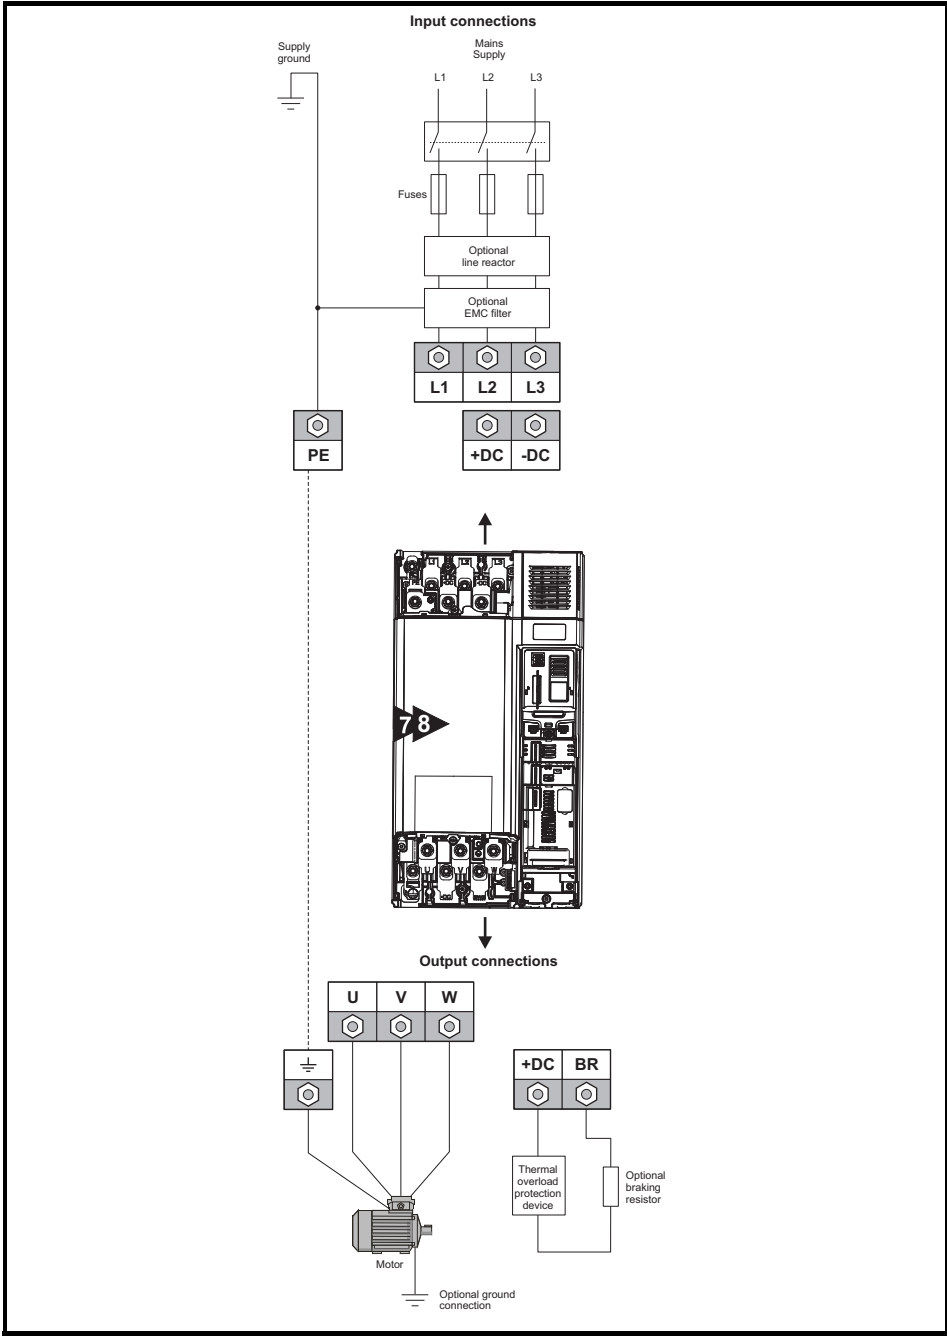 Input connections
Supply
ground
Mains
Supply
L1 L2 L3
Fuses
Optional
line reactor
Optional
EMC filter
L1 L2 L3
PE
+DC -DC
7 8
Output connections
U V W
+DC BR
Thermal
overload
protection
device
Optional
braking
resistor
Motor
Optional ground
connection